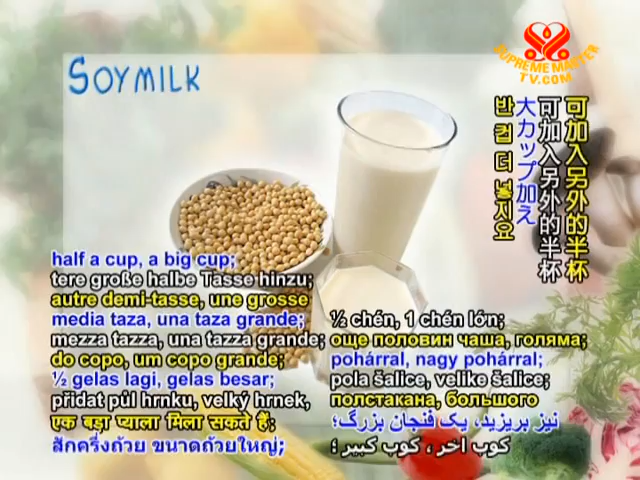 SOYMILK
SUPREME MASTER
TV.COM
可加入另外的半杯
可加入另外的半杯
大カップ加え
반 컵 더 넣지요
half a cup, a big cup;
tere große halbe Tasse hinzu;
autre demi-tasse, une grosse
media taza, una taza grande;
mezza tazza, una tazza grande;
do copo, um copo grande;
½ gelas lagi, gelas besar;
přidat půl hrnku, velký hrnek,
एक बड़ा प्याला मिला सकते हैं:
สักครึ่งถ้วย ขนาดถ้วยใหญ่;
½ chén, 1 chén lớn;
още половин чаша, голяма;
pohárral, nagy pohárral;
pola šalice, velike šalice;
полстакана, большого
نیز بریزید، یک فنجان بزرگ؛
كوب اخر ، كوب كبير ؛